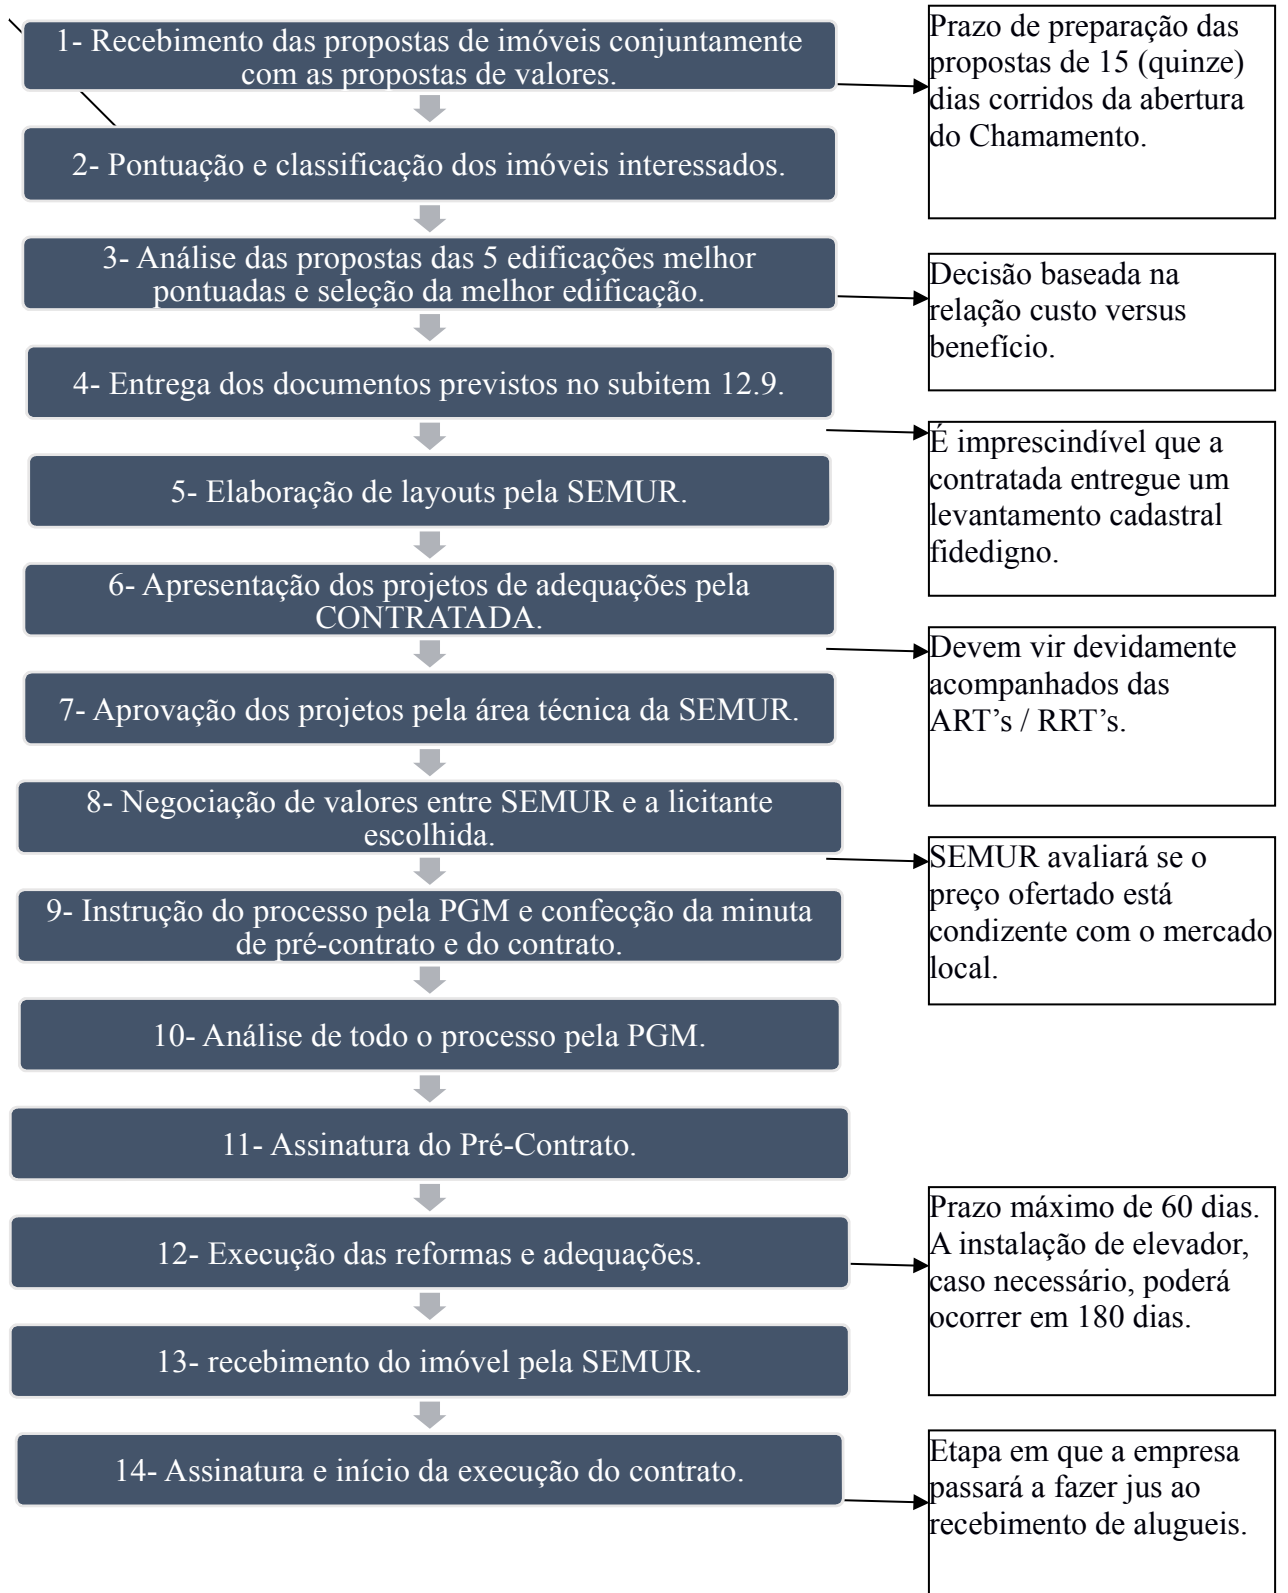 1- Recebimento das propostas de imóveis conjuntamente
com as propostas de valores.
Prazo de preparação das
propostas de 15 (quinze)
dias corridos da abertura
do Chamamento.
2- Pontuação e classificação dos imóveis interessados.
3- Análise das propostas das 5 edificações melhor
pontuadas e seleção da melhor edificação.
Decisão baseada na
relação custo versus
benefício.
4- Entrega dos documentos previstos no subitem 12.9.
É imprescindível que a
contratada entregue um
levantamento cadastral
fidedigno.
5- Elaboração de layouts pela SEMUR.
6- Apresentação dos projetos de adequações pela
CONTRATADA.
Devem vir devidamente
acompanhados das
ART’s / RRT’s.
7- Aprovação dos projetos pela área técnica da SEMUR.
8- Negociação de valores entre SEMUR e a licitante
escolhida.
SEMUR avaliará se o
preço ofertado está
condizente com o mercado
local.
9- Instrução do processo pela PGM e confecção da minuta
de pré-contrato e do contrato.
10- Análise de todo o processo pela PGM.
11- Assinatura do Pré-Contrato.
12- Execução das reformas e adequações.
Prazo máximo de 60 dias.
A instalação de elevador,
caso necessário, poderá
ocorrer em 180 dias.
13- recebimento do imóvel pela SEMUR.
14- Assinatura e início da execução do contrato.
Etapa em que a empresa
passará a fazer jus ao
recebimento de alugueis.